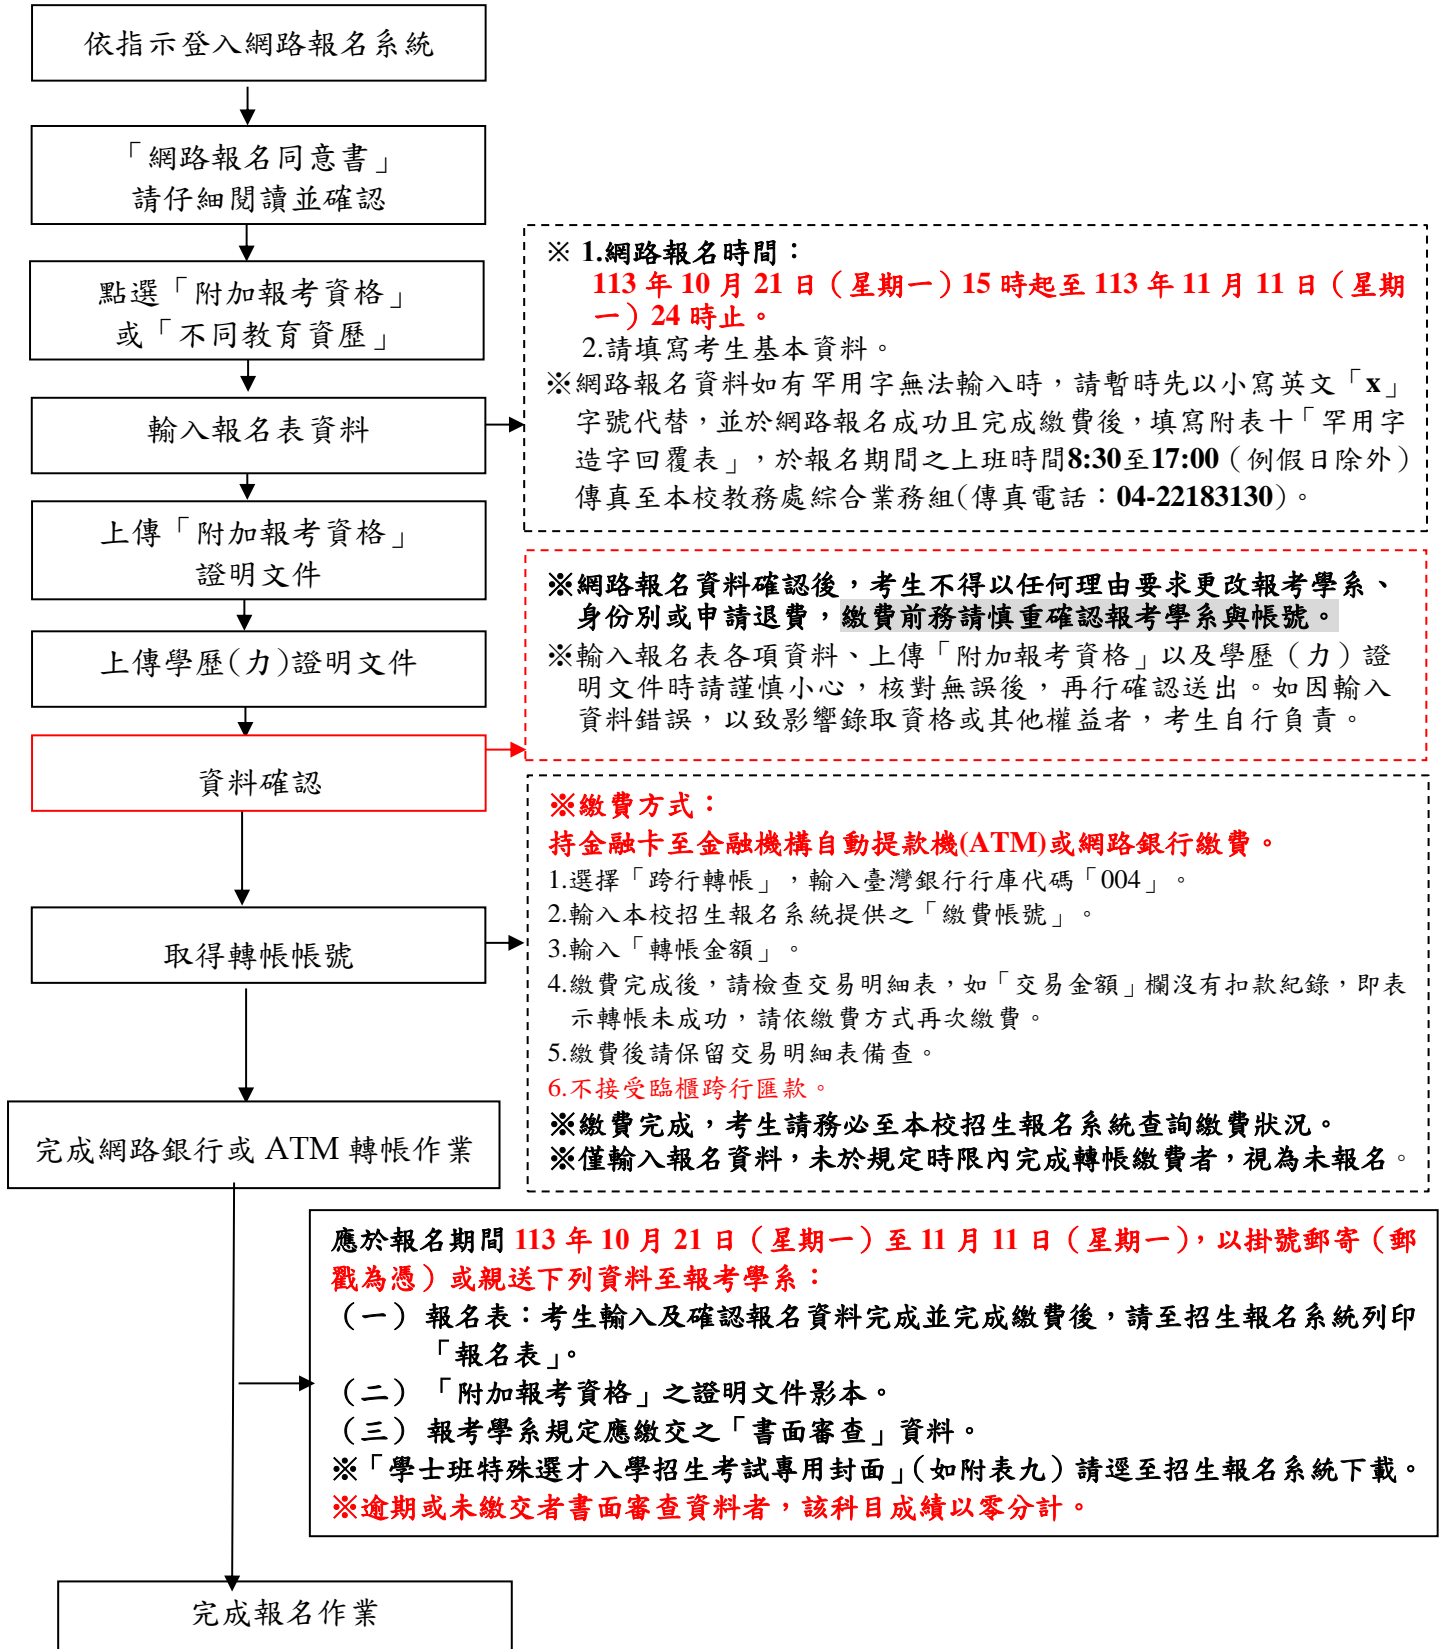 依指示登入網路報名系統
「網路報名同意書」
請仔細閱讀並確認
點選「附加報考資格」
或「不同教育資歷」
輸入報名表資料
上傳「附加報考資格」
證明文件
上傳學歷(力)證明文件
資料確認
取得轉帳帳號
完成網路銀行或 ATM 轉帳作業
※ 1.網路報名時間：
113 年 10 月 21 日（星期一）15 時起至 113 年 11 月 11 日（星期
一）24 時止。
2.請填寫考生基本資料。
※網路報名資料如有罕用字無法輸入時，請暫時先以小寫英文「x」
字號代替，並於網路報名成功且完成繳費後，填寫附表十「罕用字
造字回覆表」，於報名期間之上班時間8:30至17:00（例假日除外）
傳真至本校教務處綜合業務組(傳真電話：04-22183130)。
※網路報名資料確認後，考生不得以任何理由要求更改報考學系、
身份別或申請退費，繳費前務請慎重確認報考學系與帳號。
※輸入報名表各項資料、上傳「附加報考資格」以及學歷（力）證
明文件時請謹慎小心，核對無誤後，再行確認送出。如因輸入
資料錯誤，以致影響錄取資格或其他權益者，考生自行負責。
※繳費方式：
持金融卡至金融機構自動提款機(ATM)或網路銀行繳費。
1.選擇「跨行轉帳」，輸入臺灣銀行行庫代碼「004」。
2.輸入本校招生報名系統提供之「繳費帳號」。
3.輸入「轉帳金額」。
4.繳費完成後，請檢查交易明細表，如「交易金額」欄沒有扣款紀錄，即表
示轉帳未成功，請依繳費方式再次繳費。
5.繳費後請保留交易明細表備查。
6.不接受臨櫃跨行匯款。
※繳費完成，考生請務必至本校招生報名系統查詢繳費狀況。
※僅輸入報名資料，未於規定時限內完成轉帳繳費者，視為未報名。
應於報名期間 113 年 10 月 21 日（星期一）至 11 月 11 日（星期一），以掛號郵寄（郵
戳為憑）或親送下列資料至報考學系：
（一） 報名表：考生輸入及確認報名資料完成並完成繳費後，請至招生報名系統列印
「報名表」。
（二） 「附加報考資格」之證明文件影本。
（三） 報考學系規定應繳交之「書面審查」資料。
※「學士班特殊選才入學招生考試專用封面」（如附表九）請逕至招生報名系統下載。
※逾期或未繳交者書面審查資料者，該科目成績以零分計。
完成報名作業